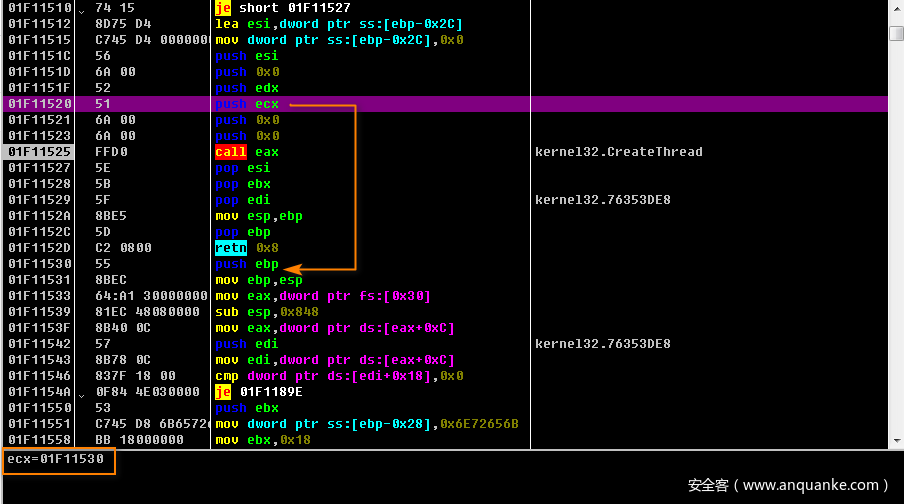 01F11510 74 15 je short 01F11527
01F11512 8D75 D4 lea esi,dword ptr ss:[ebp-0x2C]
01F11515 C745 D4 0000000 mov dword ptr ss:[ebp-0x2C],0x0
01F1151C 56 push esi
01F1151D 6A 00 push 0x0
01F1151F 52 push edx
01F11520 51 push ecx
01F11521 6A 00 push 0x0
01F11523 6A 00 push 0x0
01F11525 FFD0 call eax kernel32.CreateThread
01F11527 5E pop esi
01F11528 5B pop ebx
01F11529 5F pop edi kernel32.76353DE8
01F1152A 8BE5 mov esp,ebp
01F1152C 5D pop ebp
01F1152D C2 0800 retn 0x8
01F11530 55 push ebp
01F11531 8BEC mov ebp,esp
01F11533 64:A1 30000000 mov eax,dword ptr fs:[0x30]
01F11539 81EC 48080000 sub esp,0x848
01F1153F 8B40 0C mov eax,dword ptr ds:[eax+0xC]
01F11542 57 push edi kernel32.76353DE8
01F11543 8B78 0C mov edi,dword ptr ds:[eax+0xC]
01F11546 837F 18 00 cmp dword ptr ds:[edi+0x18],0x0
01F1154A 0F84 4E030000 je 01F1189E
01F11550 53 push ebx
01F11551 C745 D8 6B6572 mov dword ptr ss:[ebp-0x28],0x6E72656B
01F11558 BB 18000000 mov ebx,0x18
ecx=01F11530
安全客（www.anquanke.com）